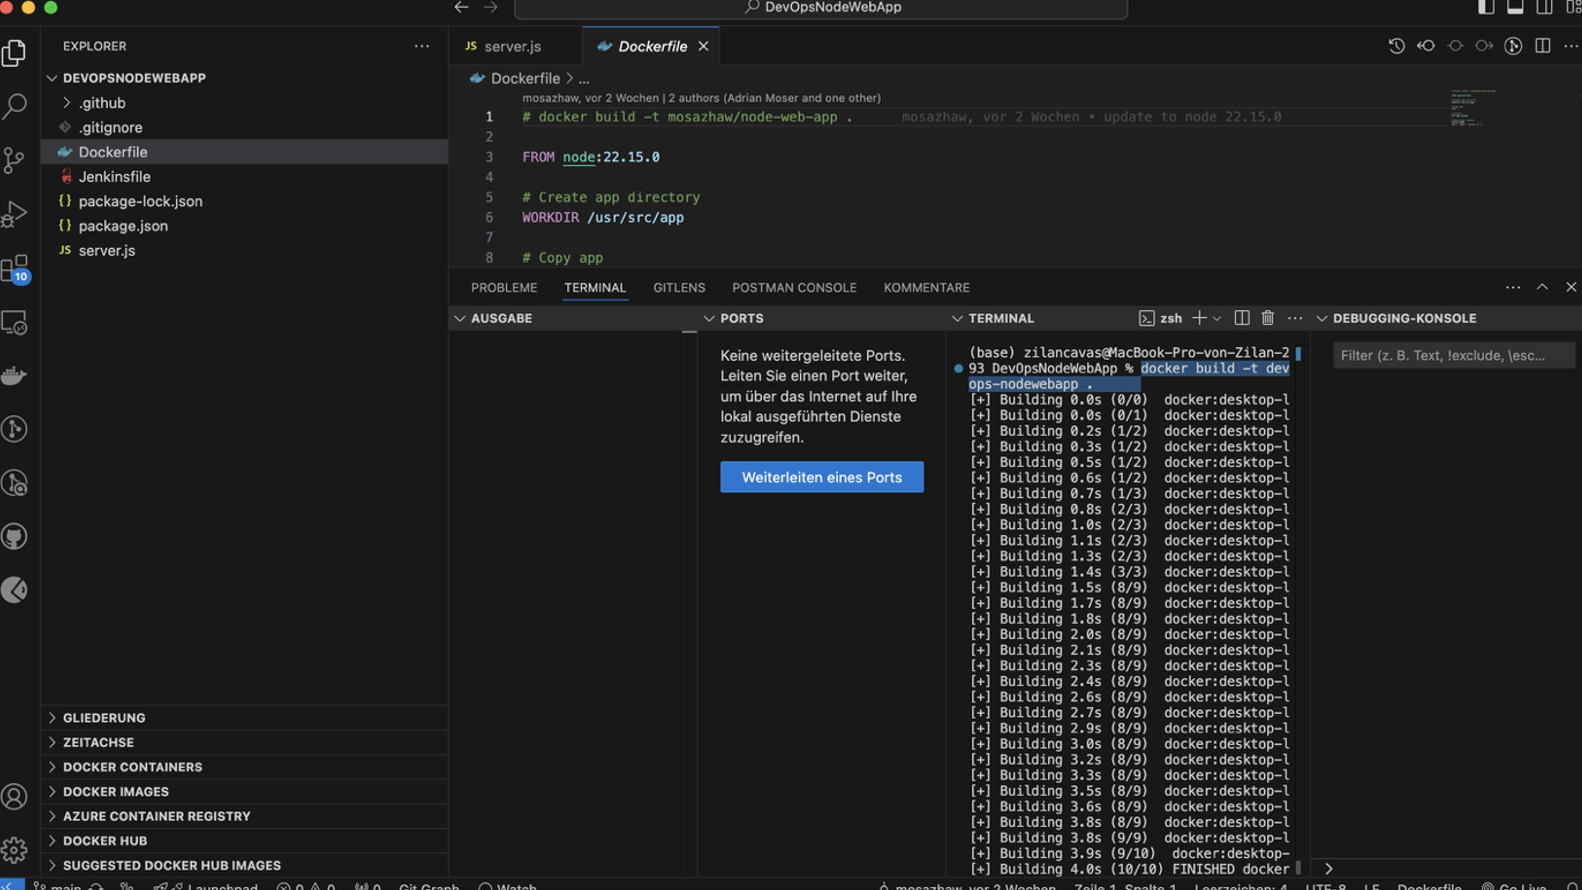 DevOpsNodeWebApp
EXPLORER
DEVOPSNODEWEBAPP
.github
.gitignore
Dockerfile
Jenkinsfile
package-lock.json
package.json
server.js
GLIEDERUNG
ZEITACHSE
DOCKER CONTAINERS
DOCKER IMAGES
AZURE CONTAINER REGISTRY
DOCKER HUB
SUGGESTED DOCKER HUB IMAGES
10
JS server.js
Dockerfile
Dockerfile > ...
mosazhaw, vor 2 Wochen | 2 authors (Adrian Moser and one other)
1 # docker build -t mosazhaw/node-web-app . mosazhaw, vor 2 Wochen • update to node 22.15.0
2
3 FROM node:22.15.0
4
5 # Create app directory
6 WORKDIR /usr/src/app
7
8 # Copy app
PROBLEME TERMINAL GITLENS POSTMAN CONSOLE KOMMENTARE
AUSGABE
PORTS
Keine weitergeleitete Ports.
Leiten Sie einen Port weiter,
um über das Internet auf Ihre
lokal ausgeführten Dienste
zuzugreifen.
Weiterleiten eines Ports
TERMINAL
zsh
(base) zilancavas@MacBook-Pro-von-Zilan-2
93 DevOpsNodeWebApp % docker build -t dev
ops-nodewebapp .
[+] Building 0.0s (0/0) docker:desktop-l
[+] Building 0.0s (0/1) docker:desktop-l
[+] Building 0.2s (1/2) docker:desktop-l
[+] Building 0.3s (1/2) docker:desktop-l
[+] Building 0.5s (1/2) docker:desktop-l
[+] Building 0.6s (1/2) docker:desktop-l
[+] Building 0.7s (1/3) docker:desktop-l
[+] Building 0.8s (2/3) docker:desktop-l
[+] Building 1.0s (2/3) docker:desktop-l
[+] Building 1.1s (2/3) docker:desktop-l
[+] Building 1.3s (2/3) docker:desktop-l
[+] Building 1.4s (3/3) docker:desktop-l
[+] Building 1.5s (8/9) docker:desktop-l
[+] Building 1.7s (8/9) docker:desktop-l
[+] Building 1.8s (8/9) docker:desktop-l
[+] Building 2.0s (8/9) docker:desktop-l
[+] Building 2.1s (8/9) docker:desktop-l
[+] Building 2.3s (8/9) docker:desktop-l
[+] Building 2.4s (8/9) docker:desktop-l
[+] Building 2.6s (8/9) docker:desktop-l
[+] Building 2.7s (8/9) docker:desktop-l
[+] Building 2.9s (8/9) docker:desktop-l
[+] Building 3.0s (8/9) docker:desktop-l
[+] Building 3.2s (8/9) docker:desktop-l
[+] Building 3.3s (8/9) docker:desktop-l
[+] Building 3.5s (8/9) docker:desktop-l
[+] Building 3.6s (8/9) docker:desktop-l
[+] Building 3.8s (8/9) docker:desktop-l
[+] Building 3.8s (9/9) docker:desktop-l
[+] Building 3.9s (9/10) docker:desktop-
[+] Building 4.0s (10/10) FINISHED docker
DEBUGGING-KONSOLE
Filter (z. B. Text, !exclude, \esc...
main Launchpad 0 0 0 Git Graph Watch mosazhaw, vor 2 Wochen Zeile 1, Spalte 1 Leerzeichen: 4 UTF-8 LF Dockerfile Go Live